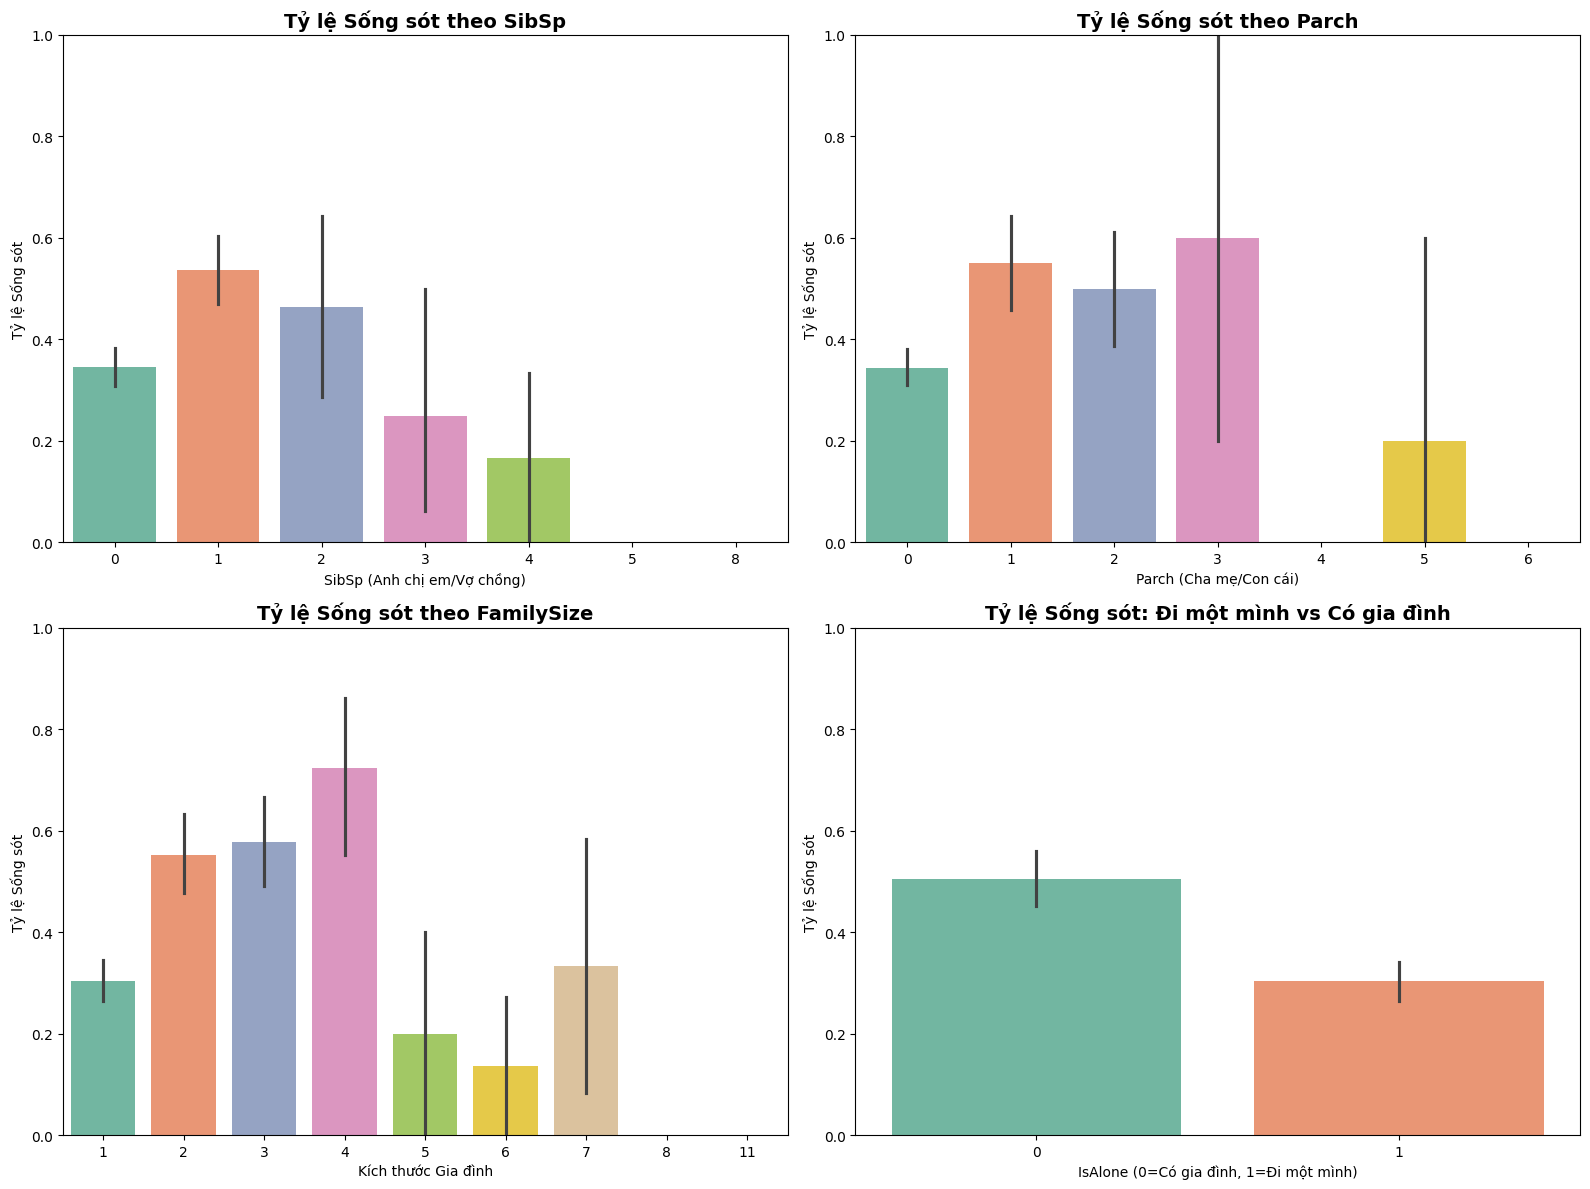 Tỷ lệ Sống sót theo SibSp
1.0
0.8
0.6
0.4
0.2
0.0
Tỷ lệ Sống sót
0 1 2 3 4 5 8
SibSp (Anh chị em/Vợ chồng)
Tỷ lệ Sống sót theo Parch
1.0
0.8
0.6
0.4
0.2
0.0
Tỷ lệ Sống sót
0 1 2 3 4 5 6
Parch (Cha mẹ/Con cái)
Tỷ lệ Sống sót theo FamilySize
1.0
0.8
0.6
0.4
0.2
0.0
Tỷ lệ Sống sót
1 2 3 4 5 6 7 8 11
Kích thước Gia đình
Tỷ lệ Sống sót: Đi một mình vs Có gia đình
1.0
0.8
0.6
0.4
0.2
0.0
Tỷ lệ Sống sót
0 1
IsAlone (0=Có gia đình, 1=Đi một mình)